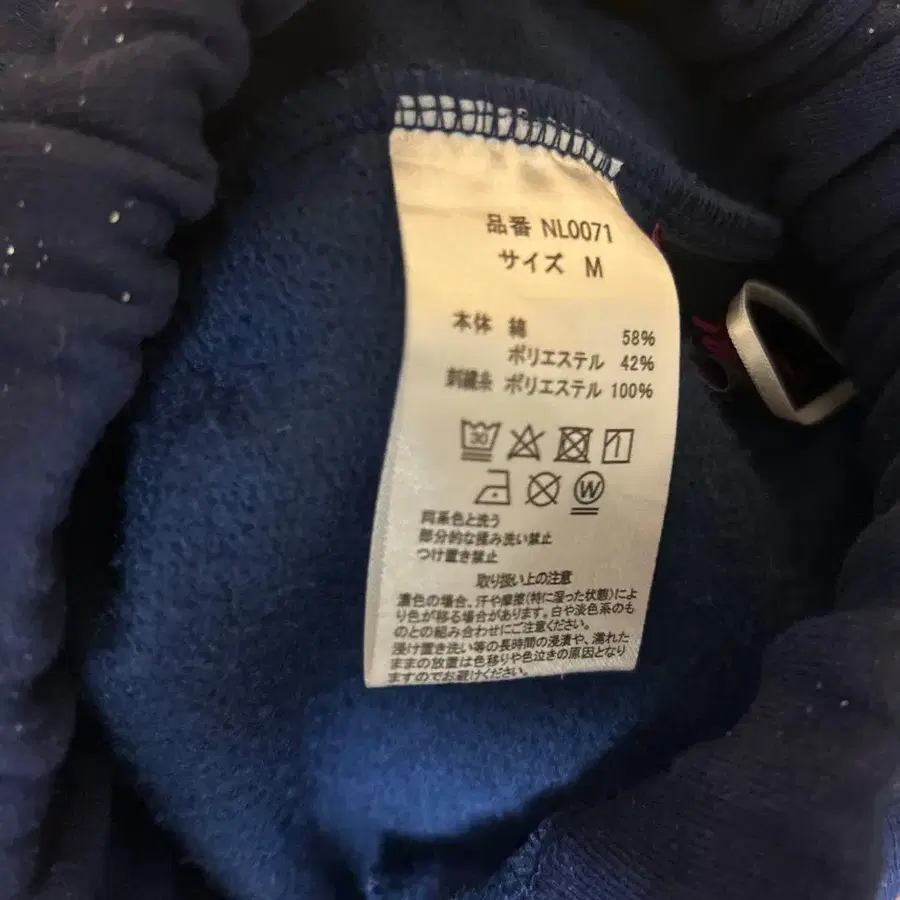 品番 NL0071
サイズ M
本体 綿 58%
ポリエステル 42%
刺繍糸 ポリエステル 100%
30
W
同系色と洗う
部分的な揉み洗い禁止
つけ置き禁止
取り扱い上の注意
濃色の場合、汗や摩擦(特に湿った状態)によ
り色が移る場合があります。白や淡色系のも
のとの組み合わせにご注意ください。
浸け置き洗い等の長時間の浸漬や、濡れた
ままの放置は色移りや色泣きの原因となり
ますのでお避けください。